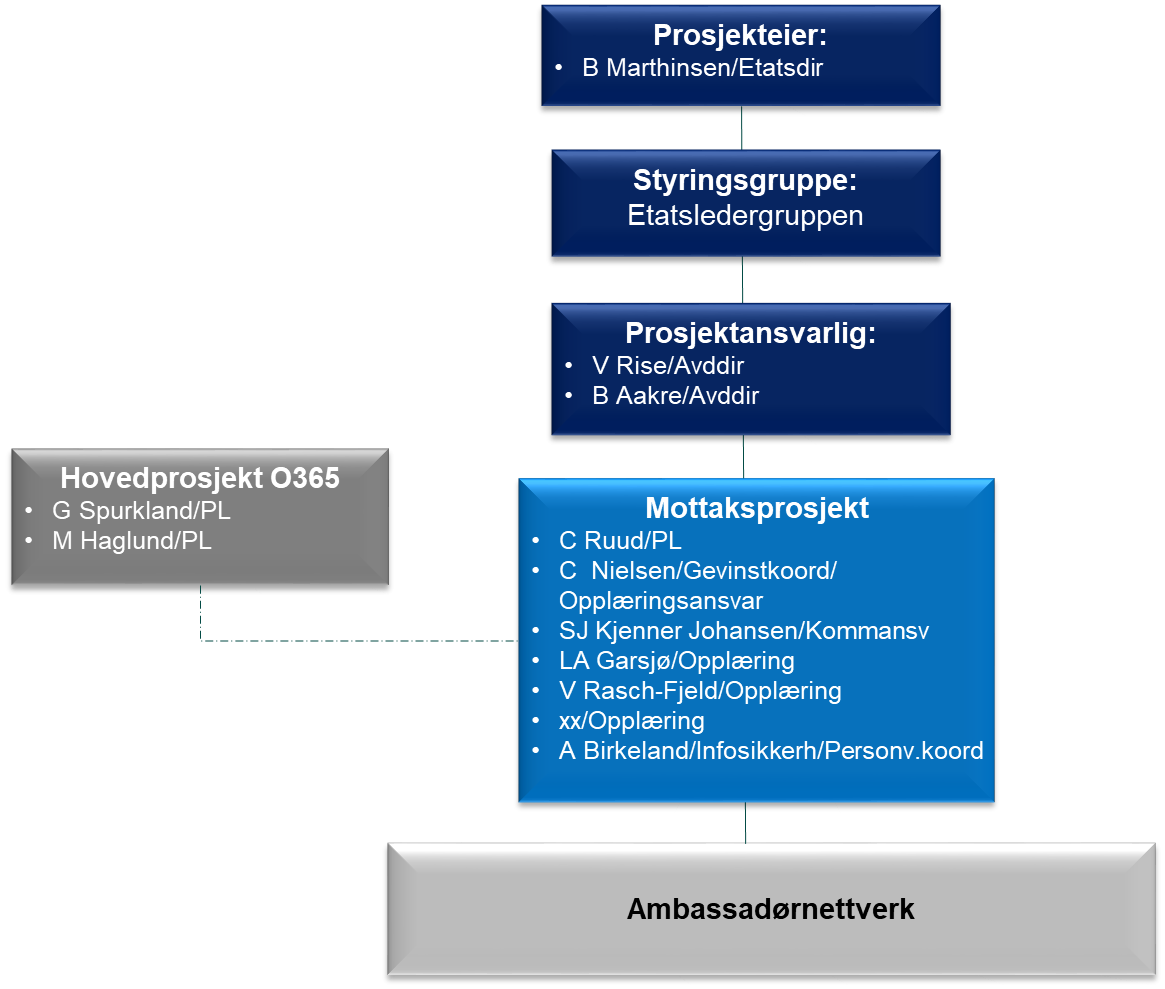 Prosjekteier:
• B Marthinsen/Etatsdir
Styringsgruppe:
Etatsledergruppen
Prosjektansvarlig:
• V Rise/Avddir
• B Aakre/Avddir
Hovedprosjekt O365
• G Spurkland/PL
• M Haglund/PL
Mottaksprosjekt
• C Ruud/PL
• C  Nielsen/Gevinstkoord/
Opplæringsansvar
• SJ Kjenner Johansen/Kommansv
• LA Garsjø/Opplæring
• V Rasch-Fjeld/Opplæring
• xx/Opplæring
• A Birkeland/Infosikkerh/Personv.koord
Ambassadørnettverk